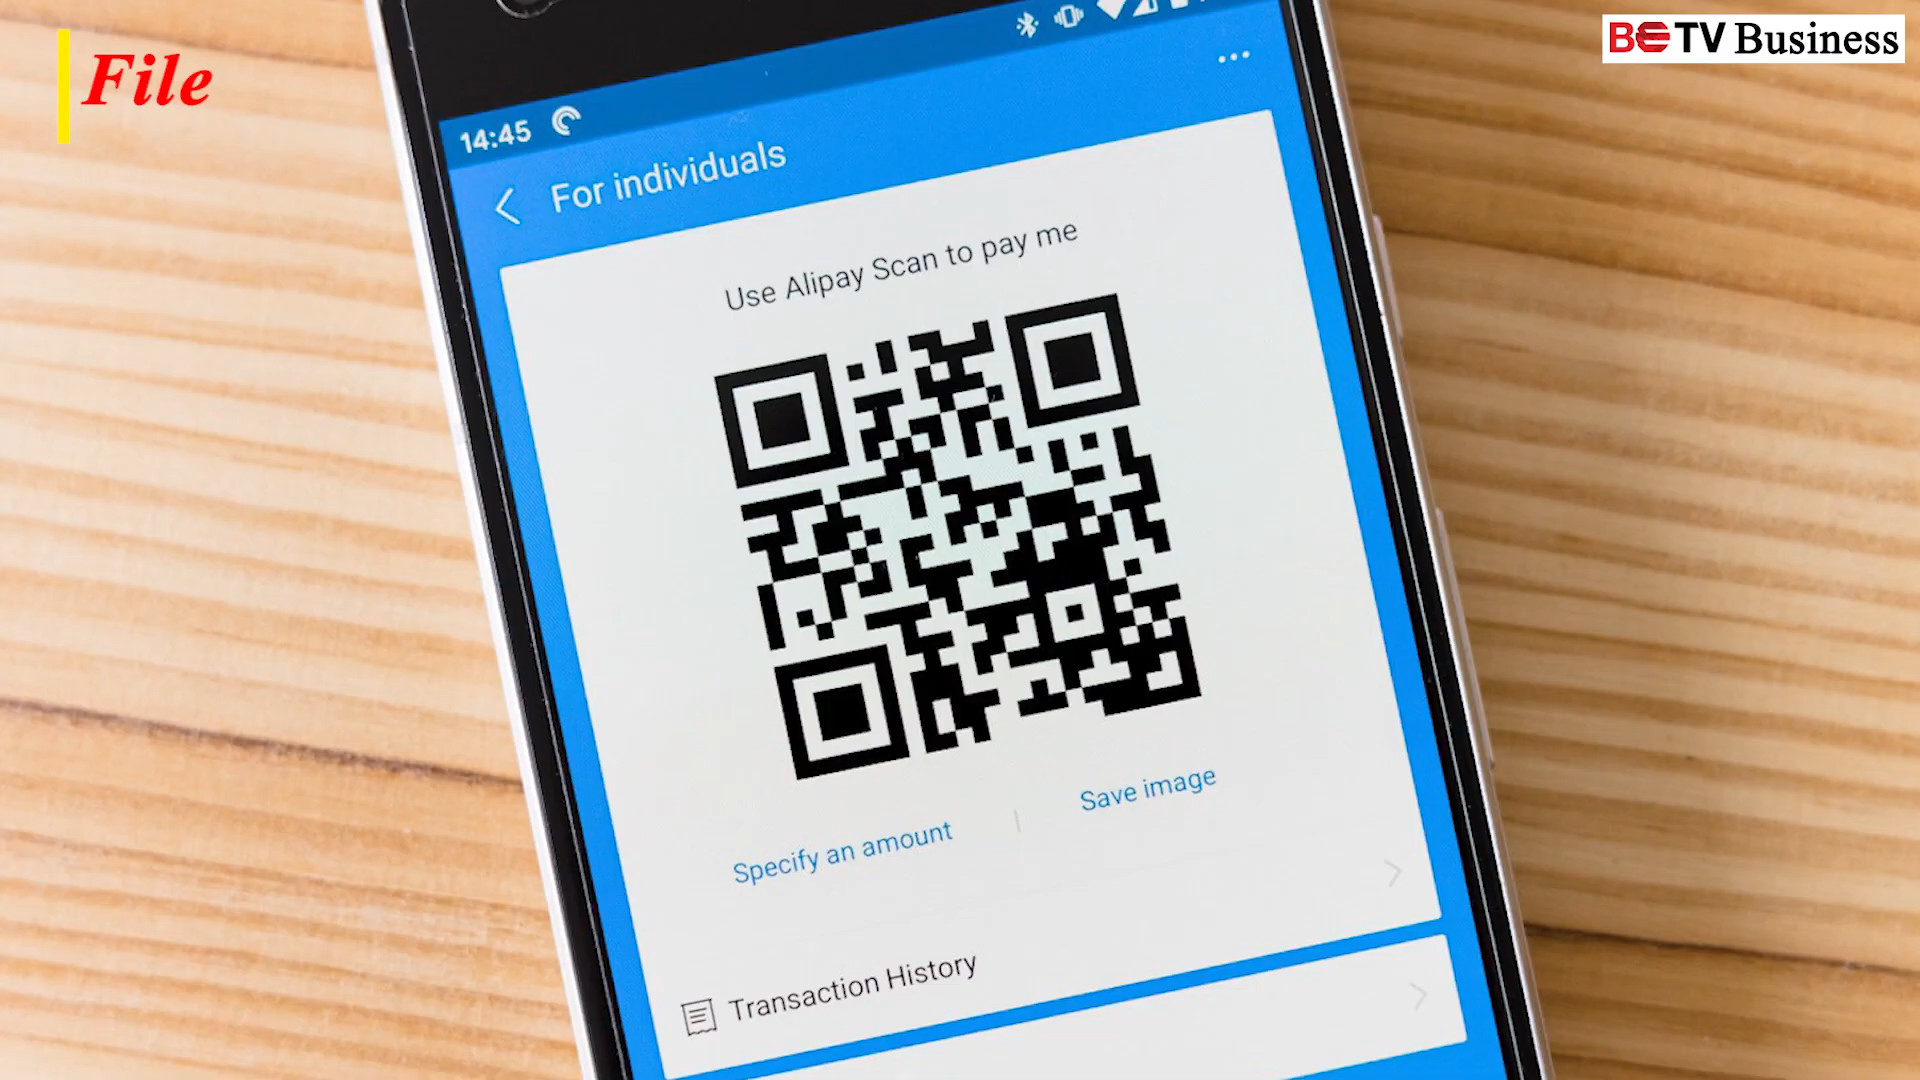 File
BETV Business
14:45
For individuals
Use Alipay Scan to pay me
Specify an amount
Save image
Transaction History